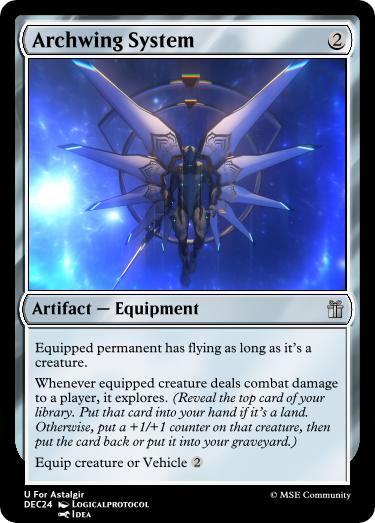 Archwing System 2
Artifact — Equipment
Equipped permanent has flying as long as it's a
creature.
Whenever equipped creature deals combat damage
to a player, it explores. (Reveal the top card of your
library. Put that card into your hand if it's a land.
Otherwise, put a +1/+1 counter on that creature, then
put the card back or put it into your graveyard.)
Equip creature or Vehicle 2
U For Astalgir
DEC24 LOGICALPROTOCOL © MSE Community
IDEA